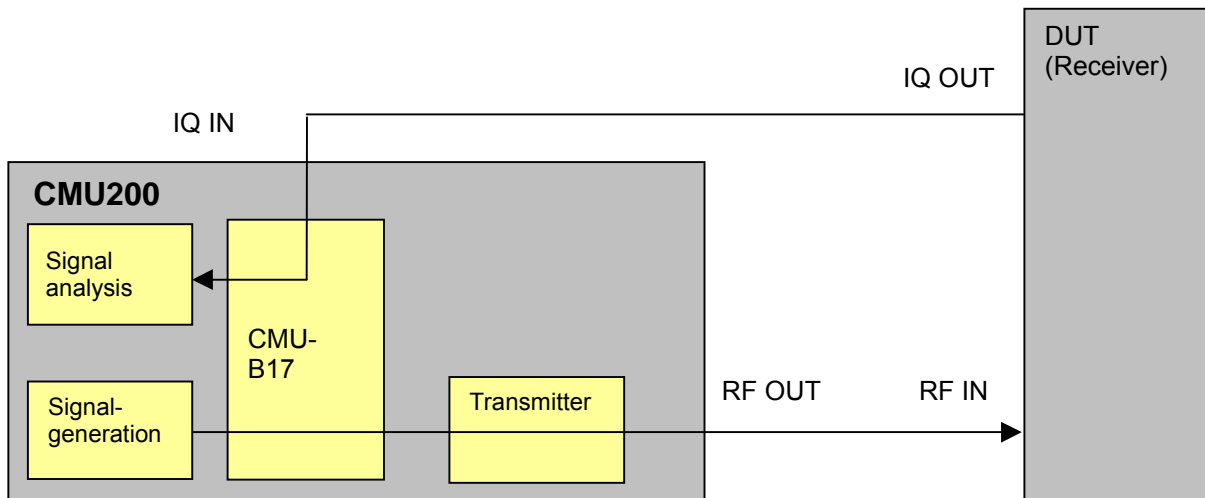 DUT
(Receiver)
IQ OUT
IQ IN
CMU200
Signal
analysis
CMU-
B17
Signal-
generation
Transmitter
RF OUT
RF IN